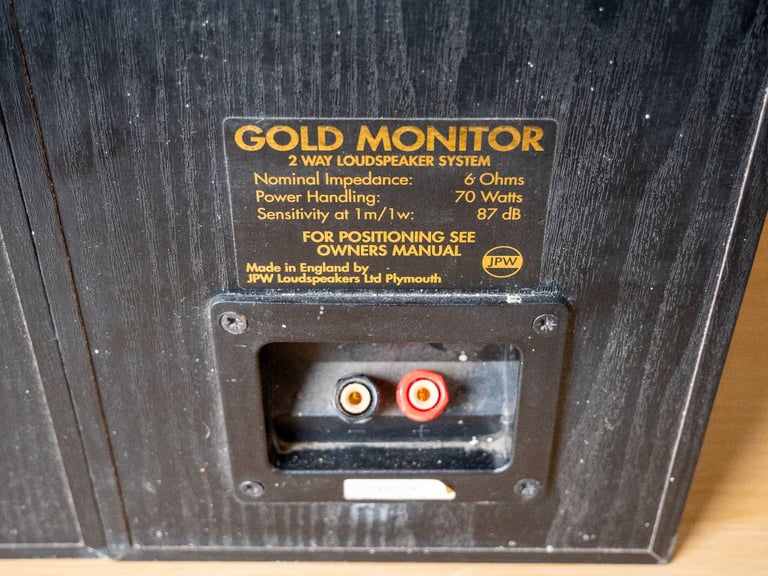 GOLD MONITOR
2 WAY LOUDSPEAKER SYSTEM
Nominal Impedance: 6 Ohms
Power Handling: 70 Watts
Sensitivity at 1m/1w: 87 dB
FOR POSITIONING SEE
OWNERS MANUAL
JPW
Made in England by
JPW Loudspeakers Ltd Plymouth